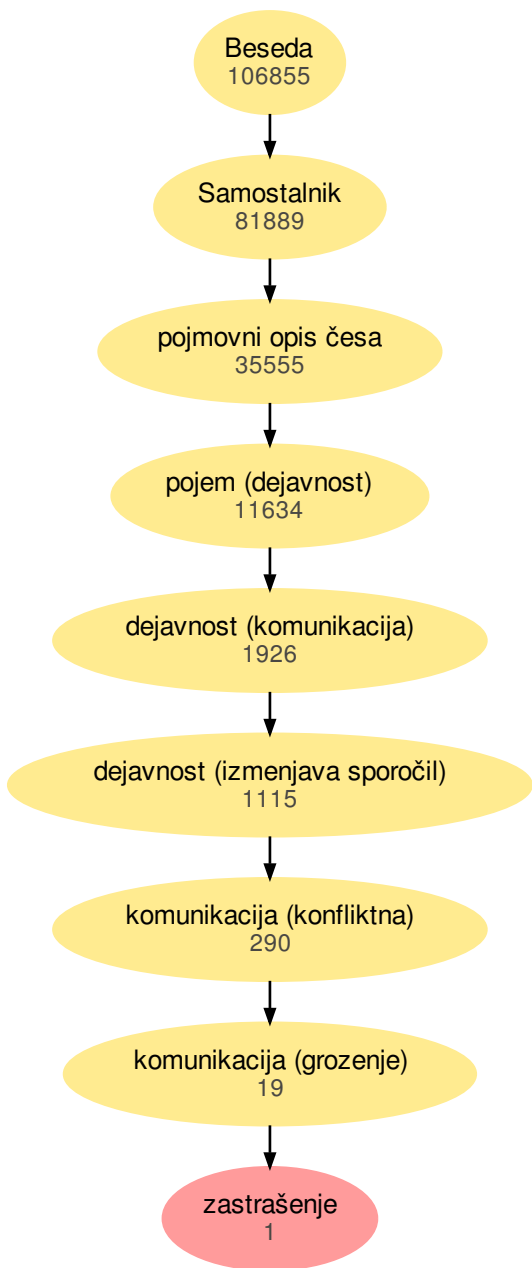 Beseda
106855
Samostalnik
81889
pojmovni opis česa
35555
pojem (dejavnost)
11634
dejavnost (komunikacija)
1926
dejavnost (izmenjava sporočil)
1115
komunikacija (konfliktna)
290
komunikacija (grozenje)
19
zastrašenje
1